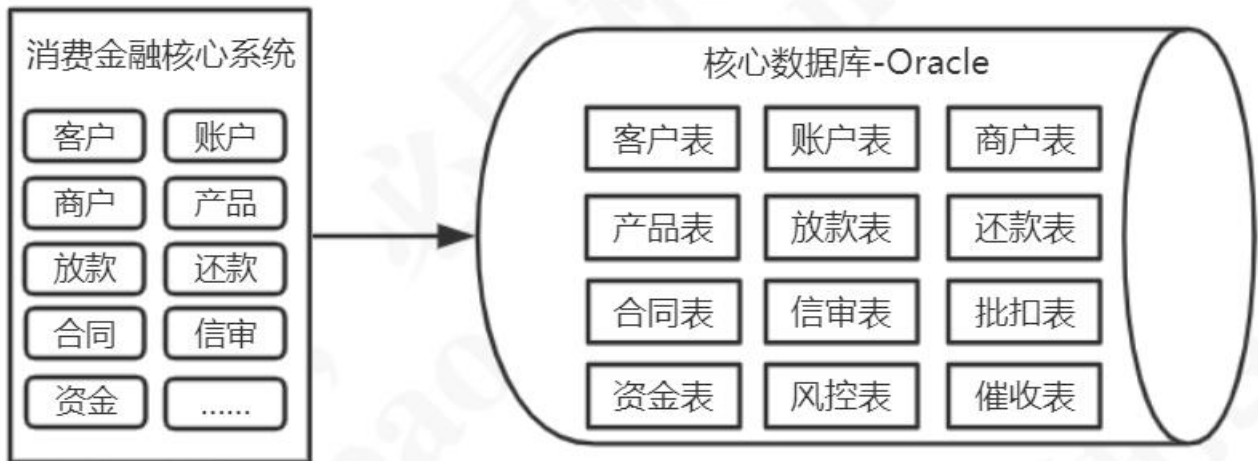 消费金融核心系统
客户 账户
商户 产品
放款 还款
合同 信审
资金 ......
核心数据库-Oracle
客户表 账户表 商户表
产品表 放款表 还款表
合同表 信审表 批扣表
资金表 风控表 催收表